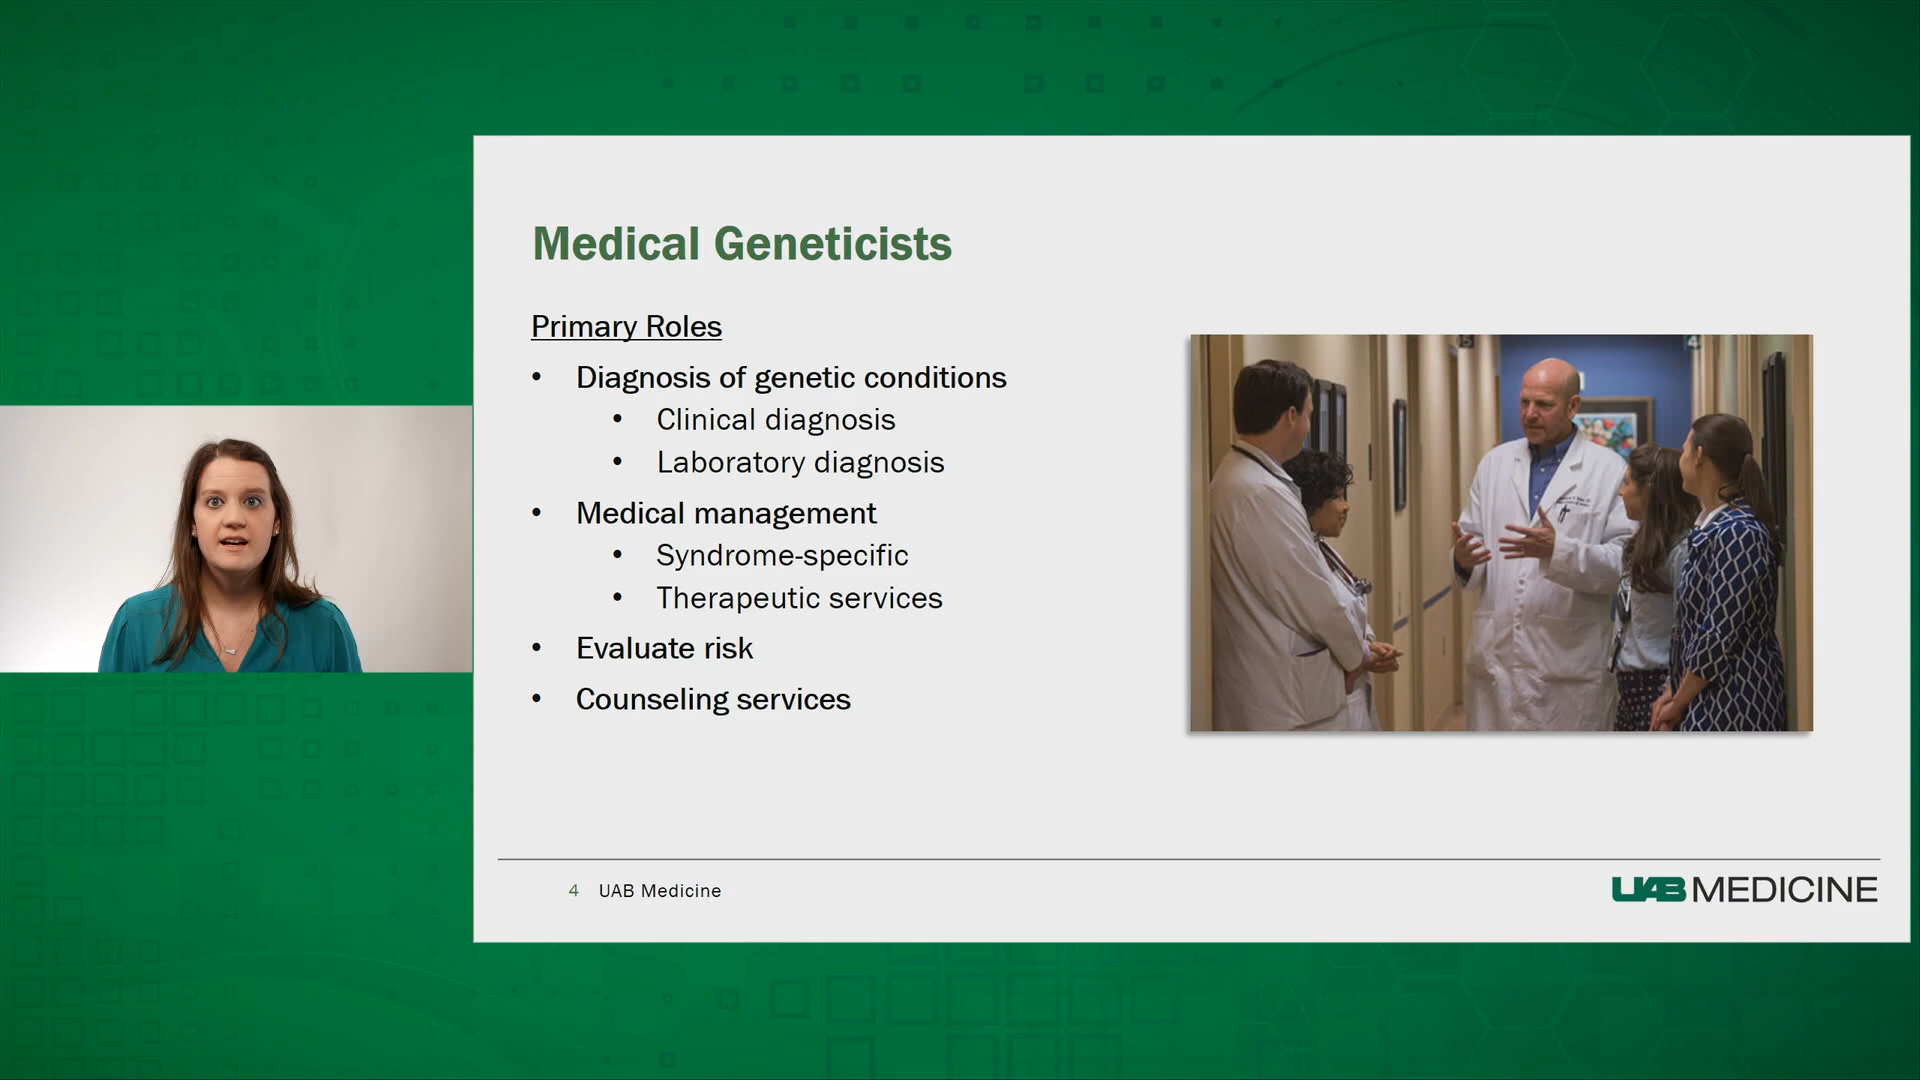 Medical Geneticists
Primary Roles
• Diagnosis of genetic conditions
• Clinical diagnosis
• Laboratory diagnosis
• Medical management
• Syndrome-specific
• Therapeutic services
• Evaluate risk
• Counseling services
4 UAB Medicine
UAB MEDICINE